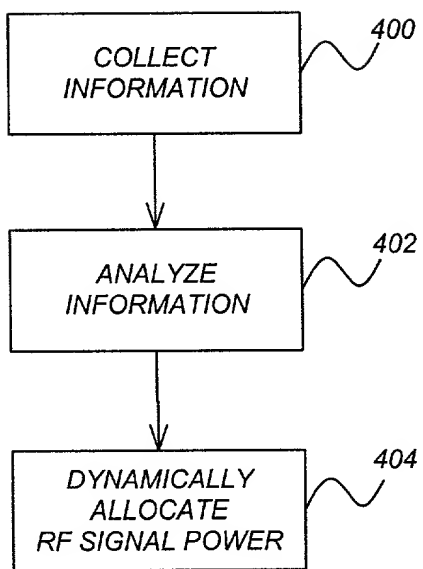 COLLECT
INFORMATION
400
ANALYZE
INFORMATION
402
DYNAMICALLY
ALLOCATE
RF SIGNAL POWER
404